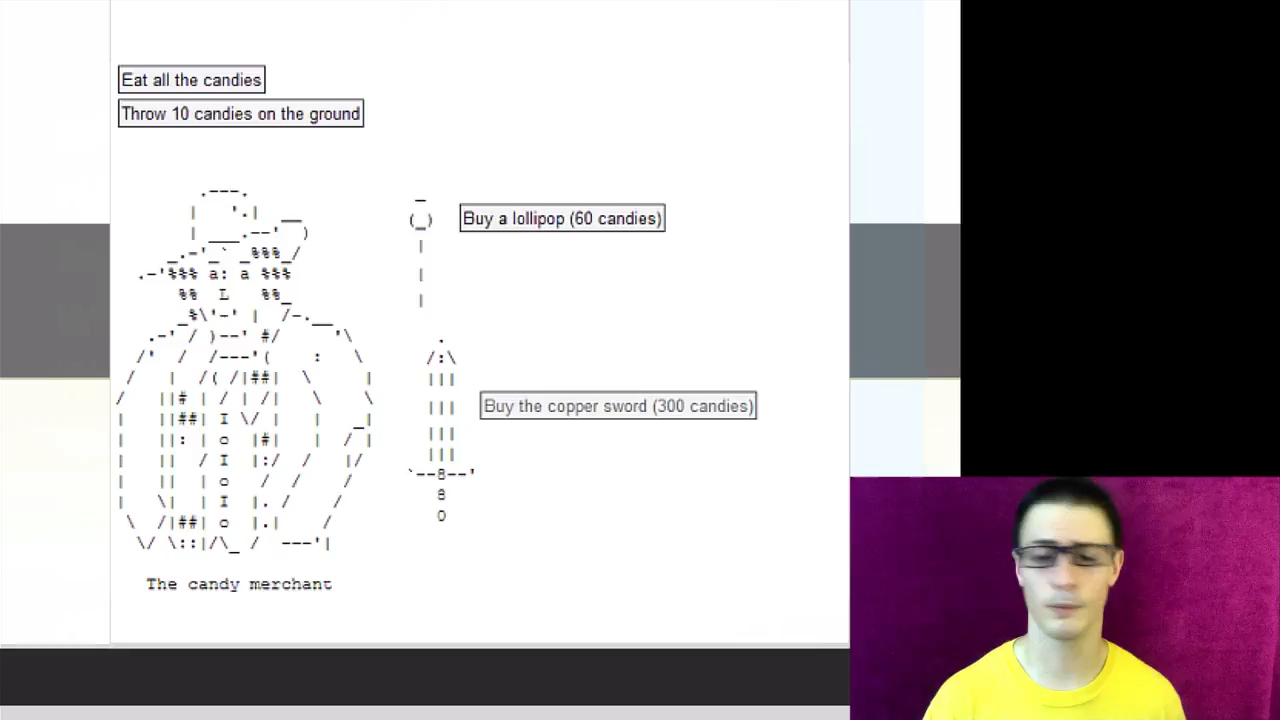 Eat all the candies
Throw 10 candies on the ground
Buy a lollipop (60 candies)
Buy the copper sword (300 candies)
The candy merchant